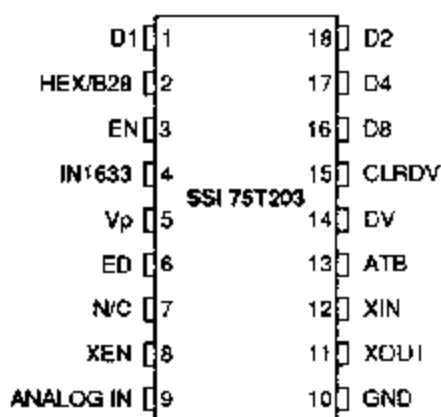 D1 1 18 D2
HEX/B28 2 17 D4
EN 3 16 D8
IN1633 4 15 CLRDV
SSI 75T203
Vp 5 14 DV
ED 6 13 ATB
N/C 7 12 XIN
XEN 8 11 XOUT
ANALOG IN 9 10 GND